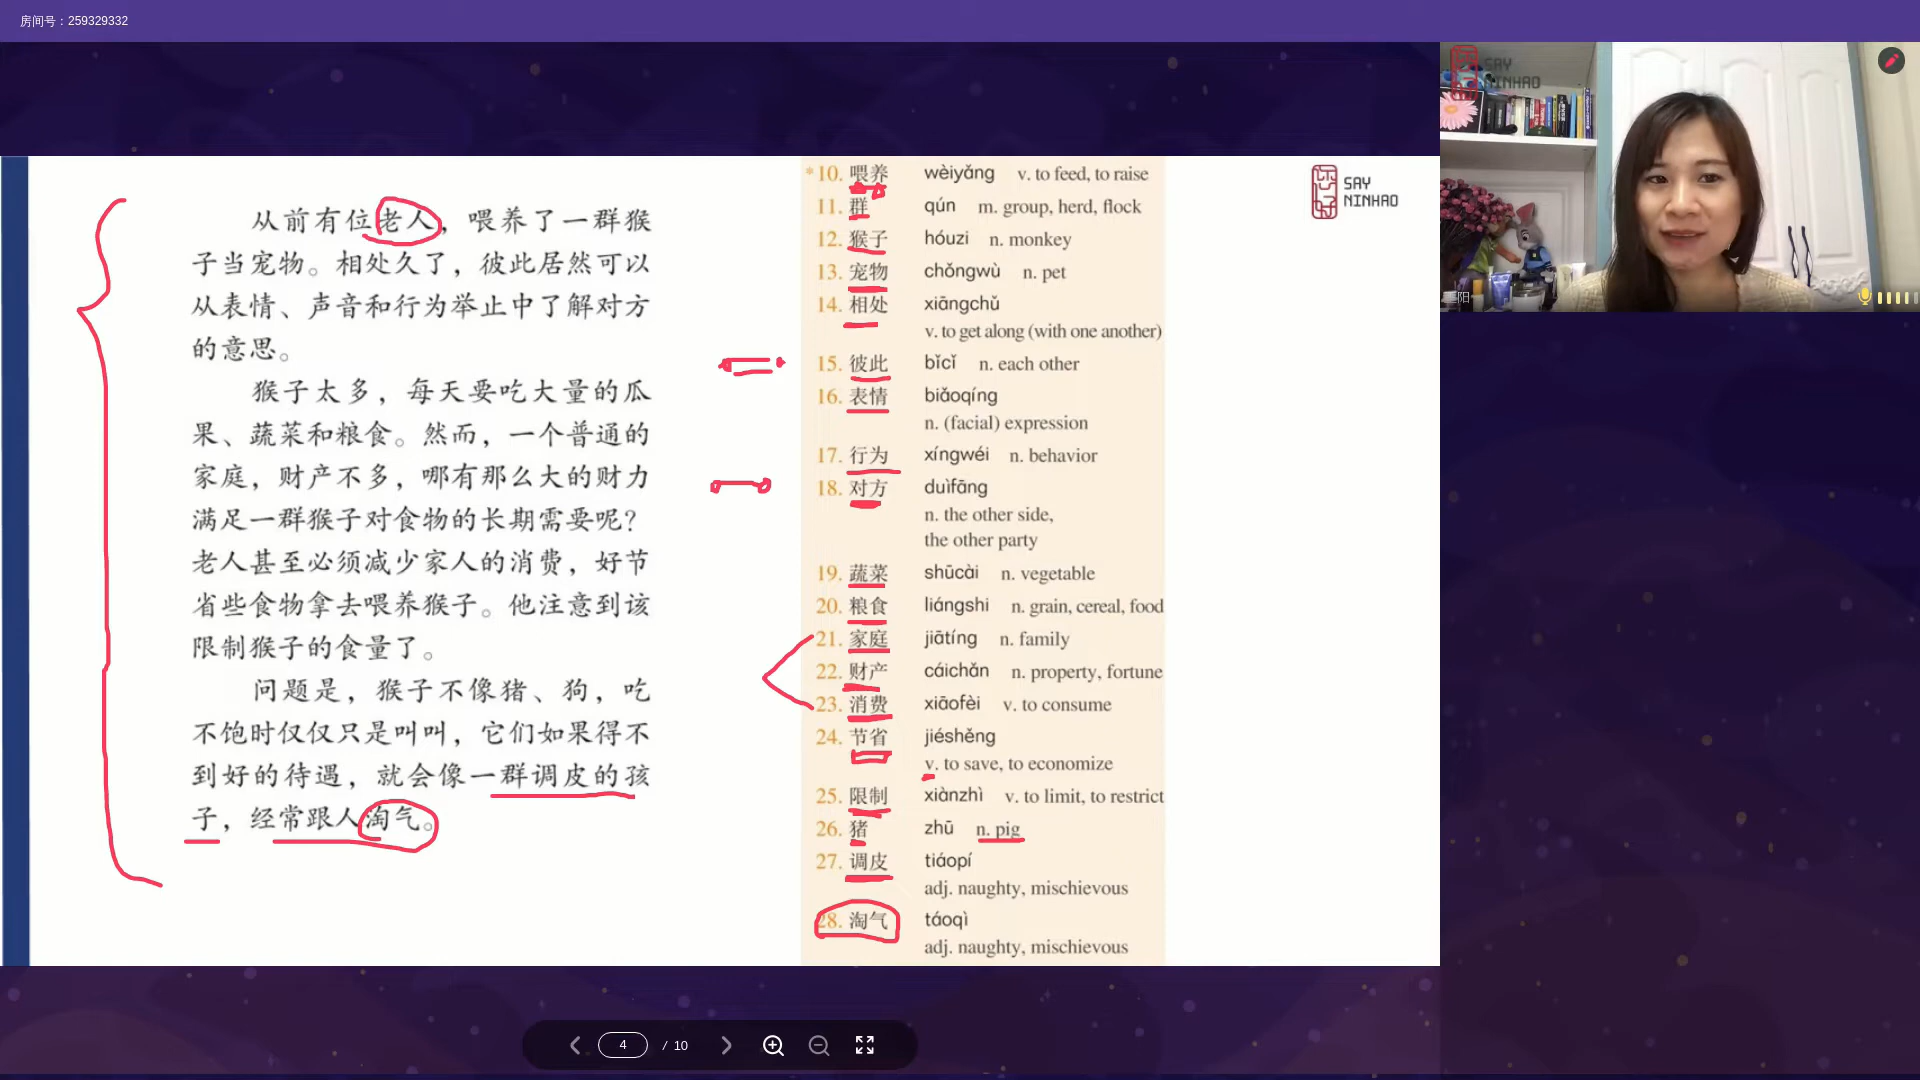 房间号：259329332
SAY
NINHAO
从前有位老人，喂养了一群猴
子当宠物。相处久了，彼此居然可以
从表情、声音和行为举止中了解对方
的意思。
猴子太多，每天要吃大量的瓜
果、蔬菜和粮食。然而，一个普通的
家庭，财产不多，哪有那么大的财力
满足一群猴子对食物的长期需要呢？
老人甚至必须减少家人的消费，好节
省些食物拿去喂养猴子。他注意到该
限制猴子的食量了。
问题是，猴子不像猪、狗，吃
不饱时仅仅只是叫叫，它们如果得不
到好的待遇，就会像一群调皮的孩
子，经常跟人淘气。
*10. 喂养 wèiyǎng v. to feed, to raise
11. 群 qún m. group, herd, flock
12. 猴子 hóuzi n. monkey
13. 宠物 chǒngwù n. pet
14. 相处 xiāngchǔ
v. to get along (with one another)
15. 彼此 bǐcǐ n. each other
16. 表情 biǎoqíng
n. (facial) expression
17. 行为 xíngwéi n. behavior
18. 对方 duìfāng
n. the other side,
the other party
19. 蔬菜 shūcài n. vegetable
20. 粮食 liángshi n. grain, cereal, food
21. 家庭 jiātíng n. family
22. 财产 cáichǎn n. property, fortune
23. 消费 xiāofèi v. to consume
24. 节省 jiéshěng
v. to save, to economize
25. 限制 xiànzhì v. to limit, to restrict
26. 猪 zhū n. pig
27. 调皮 tiáopí
adj. naughty, mischievous
28. 淘气 táoqì
adj. naughty, mischievous
SAY
NINHAO
阳
4 / 10